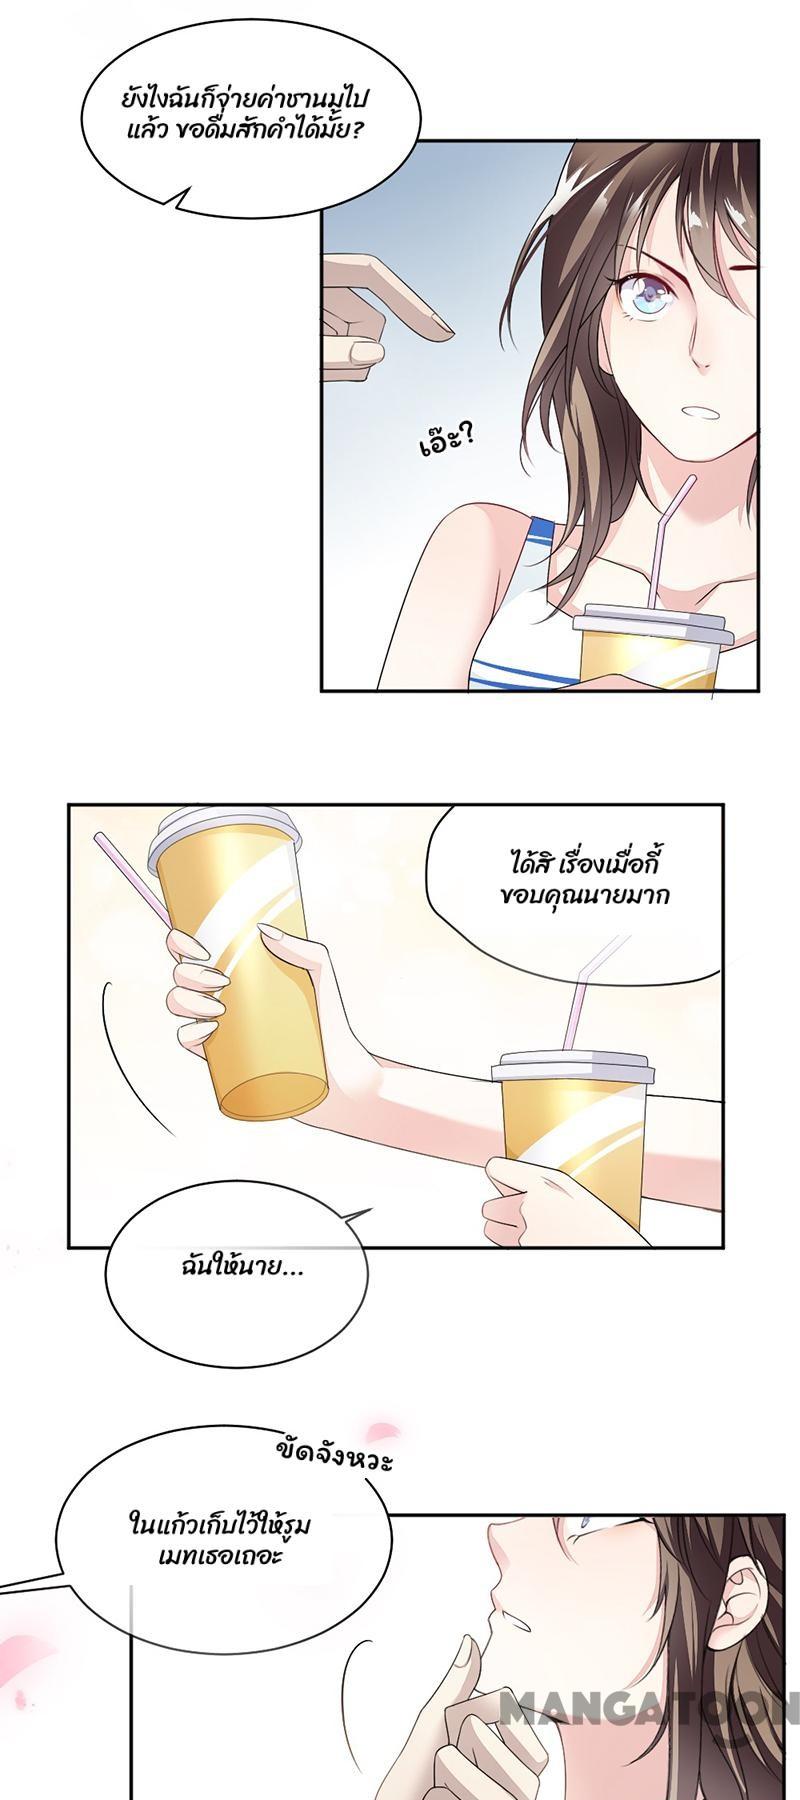 ยังไงฉันก็จ่ายค่าชานมไป
แล้ว ขอดื่มสักคำได้มั้ย?
เอ๊ะ?
ได้สิ เรื่องเมื่อกี้
ขอบคุณนายมาก
ฉันให้นาย...
ขัดจังหวะ
ในแก้วเก็บไว้ให้รูม
เมทเธอเถอะ
MANGATOON